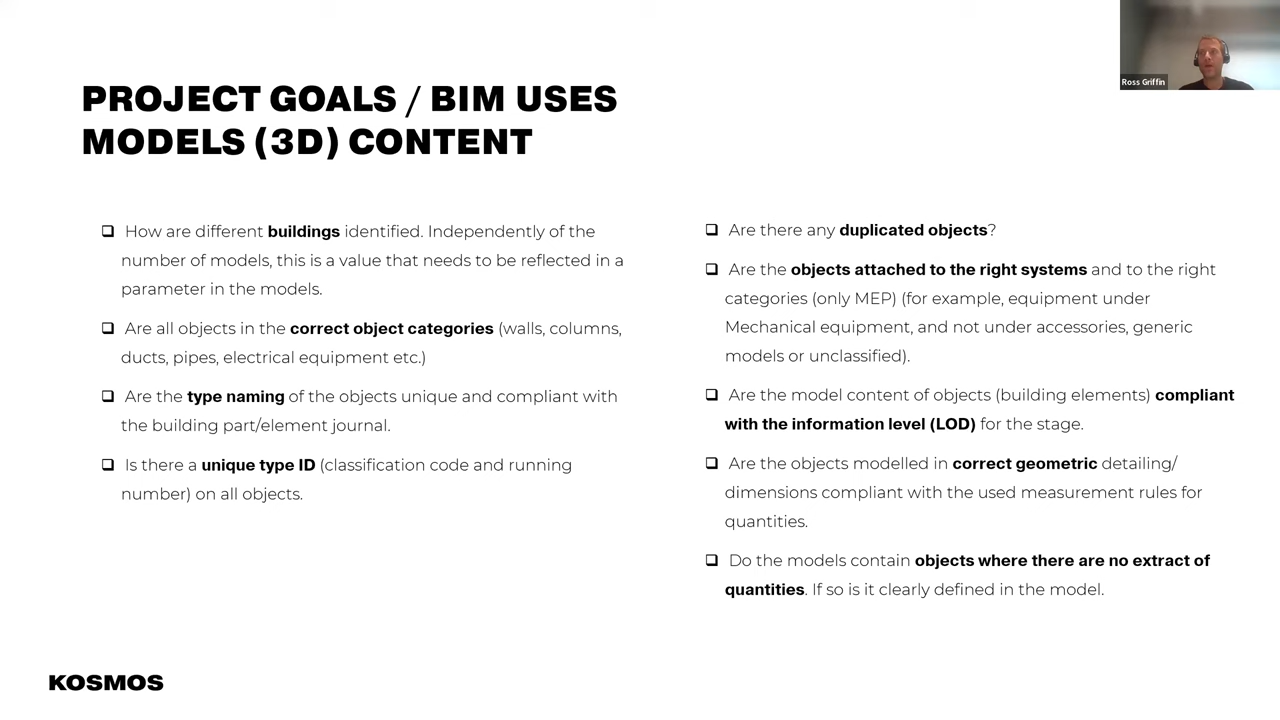 Ross Griffin
PROJECT GOALS / BIM USES
MODELS (3D) CONTENT
❑ How are different buildings identified. Independently of the
number of models, this is a value that needs to be reflected in a
parameter in the models.
❑ Are all objects in the correct object categories (walls, columns,
ducts, pipes, electrical equipment etc.)
❑ Are the type naming of the objects unique and compliant with
the building part/element journal.
❑ Is there a unique type ID (classification code and running
number) on all objects.
❑ Are there any duplicated objects?
❑ Are the objects attached to the right systems and to the right
categories (only MEP) (for example, equipment under
Mechanical equipment, and not under accessories, generic
models or unclassified).
❑ Are the model content of objects (building elements) compliant
with the information level (LOD) for the stage.
❑ Are the objects modelled in correct geometric detailing/
dimensions compliant with the used measurement rules for
quantities.
❑ Do the models contain objects where there are no extract of
quantities. If so is it clearly defined in the model.
KOSMOS